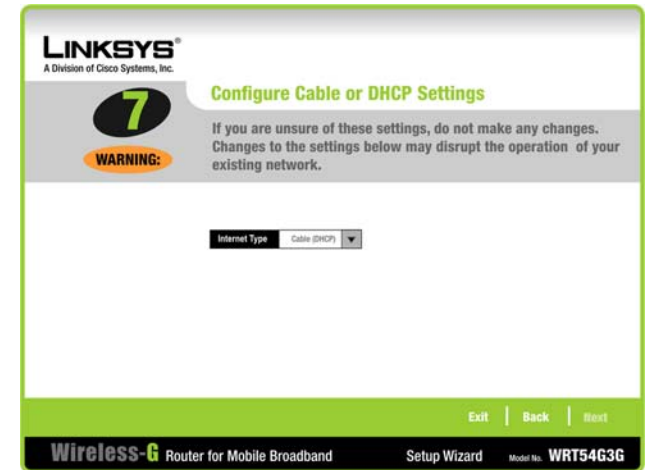 LINKSYS®
A Division of Cisco Systems, Inc.
7
WARNING:
Configure Cable or DHCP Settings
If you are unsure of these settings, do not make any changes.
Changes to the settings below may disrupt the operation of your
existing network.
Internet Type Cable (DHCP)
Exit Back Next
Wireless-G Router for Mobile Broadband Setup Wizard Model No. WRT54G3G